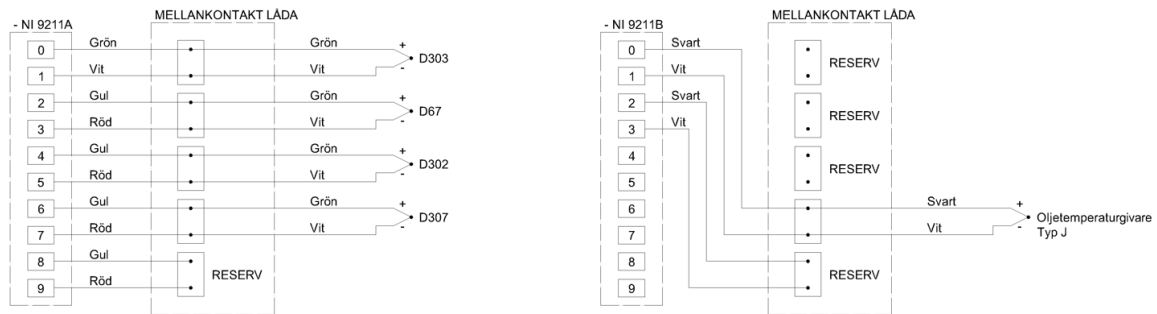 MELLANKONTAKT LÅDA
- NI 9211A
0 Grön Grön + D303
1 Vit Vit -
2 Gul Grön + D67
3 Röd Vit -
4 Gul Grön + D302
5 Röd Vit -
6 Gul Grön + D307
7 Röd Vit -
8 Gul
RESERV
9 Röd
MELLANKONTAKT LÅDA
- NI 9211B
0 Svart
RESERV
1 Vit
2 Svart
RESERV
3 Vit
4
RESERV
5
6 Svart + Oljetemperaturgivare
7 Vit - Typ J
8
RESERV
9